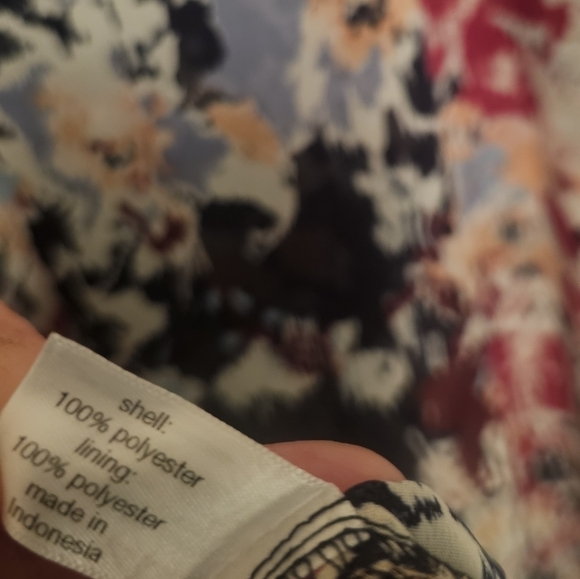 shell:
100% polyester
lining:
100% polyester
made in
Indonesia